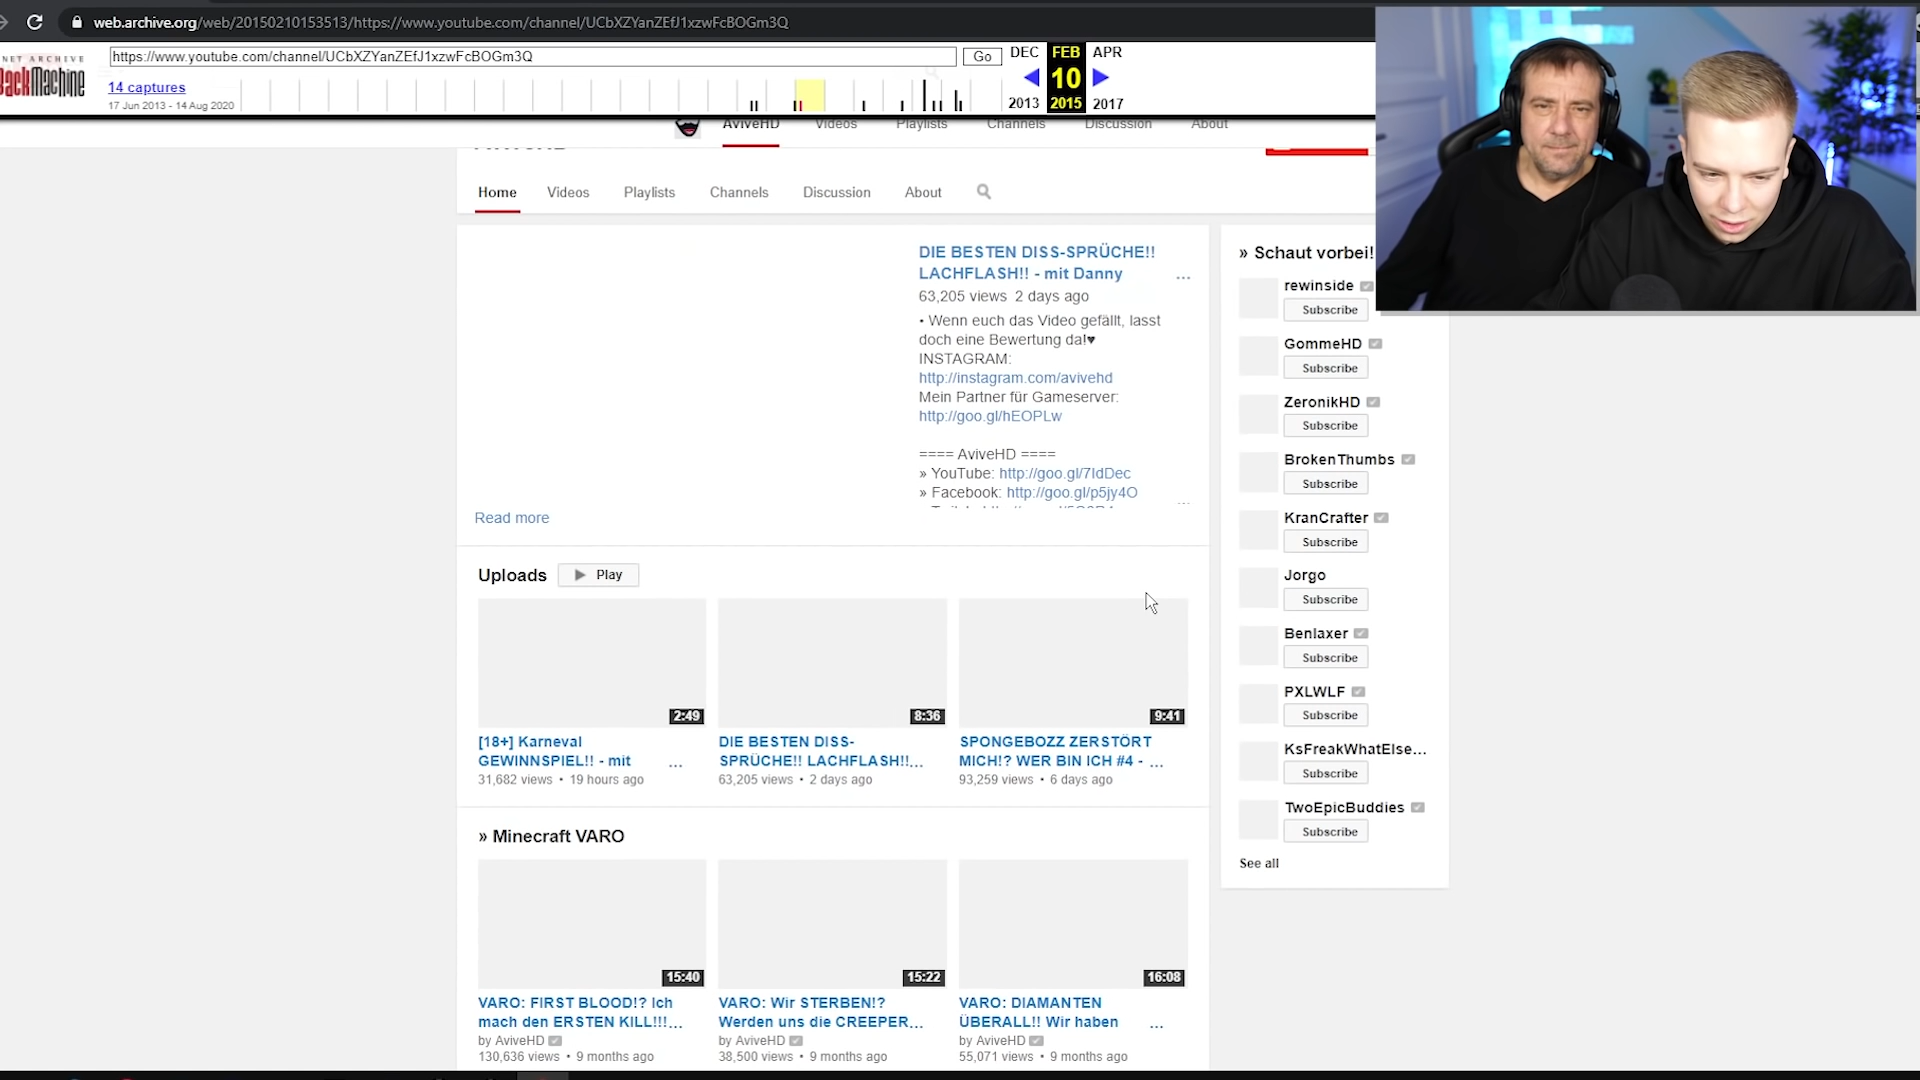 web.archive.org/web/20150210153513/https://www.youtube.com/channel/UCbXZYanZEfJ1xzwFcBOGm3Q
https://www.youtube.com/channel/UCbXZYanZEfJ1xzwFcBOGm3Q
Go
DEC
FEB
APR
14 captures
10
17 Jun 2013 - 14 Aug 2020
2013
2015
2017
AviveHD
Videos
Playlists
Channels
Discussion
About
Home
Videos
Playlists
Channels
Discussion
About
DIE BESTEN DISS-SPRÜCHE!!
LACHFLASH!! - mit Danny
...
63,205 views 2 days ago
• Wenn euch das Video gefällt, lasst
doch eine Bewertung da!♥
INSTAGRAM:
http://instagram.com/avivehd
Mein Partner für Gameserver:
http://goo.gl/hEOPLw
==== AviveHD ====
» YouTube: http://goo.gl/7IdDec
» Facebook: http://goo.gl/p5jy4O
Read more
Uploads
Play
2:49
8:36
9:41
[18+] Karneval
GEWINNSPIEL!! - mit ...
31,682 views • 19 hours ago
DIE BESTEN DISS-
SPRÜCHE!! LACHFLASH!!...
63,205 views • 2 days ago
SPONGEBOZZ ZERSTÖRT
MICH!? WER BIN ICH #4 - ...
93,259 views • 6 days ago
» Minecraft VARO
15:40
15:22
16:08
VARO: FIRST BLOOD!? Ich
mach den ERSTEN KILL!!!...
by AviveHD
130,636 views • 9 months ago
VARO: Wir STERBEN!?
Werden uns die CREEPER...
by AviveHD
38,500 views • 9 months ago
VARO: DIAMANTEN
ÜBERALL!! Wir haben ...
by AviveHD
55,071 views • 9 months ago
» Schaut vorbei!
rewinside
Subscribe
GommeHD
Subscribe
ZeronikHD
Subscribe
BrokenThumbs
Subscribe
KranCrafter
Subscribe
Jorgo
Subscribe
Benlaxer
Subscribe
PXLWLF
Subscribe
KsFreakWhatElse...
Subscribe
TwoEpicBuddies
Subscribe
See all